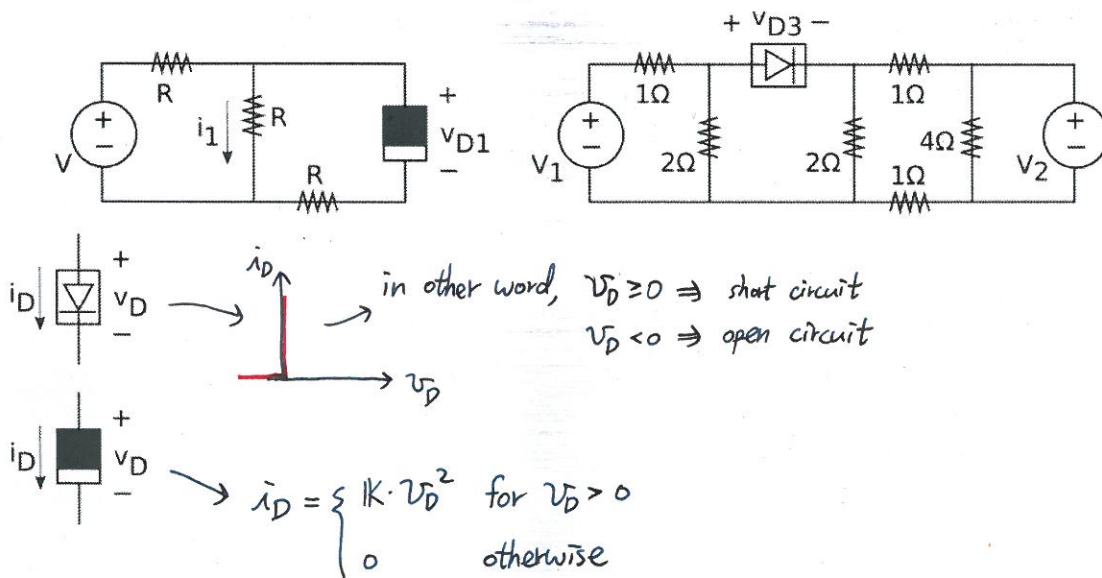 R
+
−
V
i1
R
+
vD1
−
R
+ vD3 −
1Ω
1Ω
+
−
V1
2Ω
2Ω
4Ω
+
−
V2
1Ω
iD
+
vD
−
iD
vD
in other word, vD ≥ 0 ⇒ short circuit
vD < 0 ⇒ open circuit
iD
+
vD
−
iD = { K · vD² for vD > 0
0 otherwise